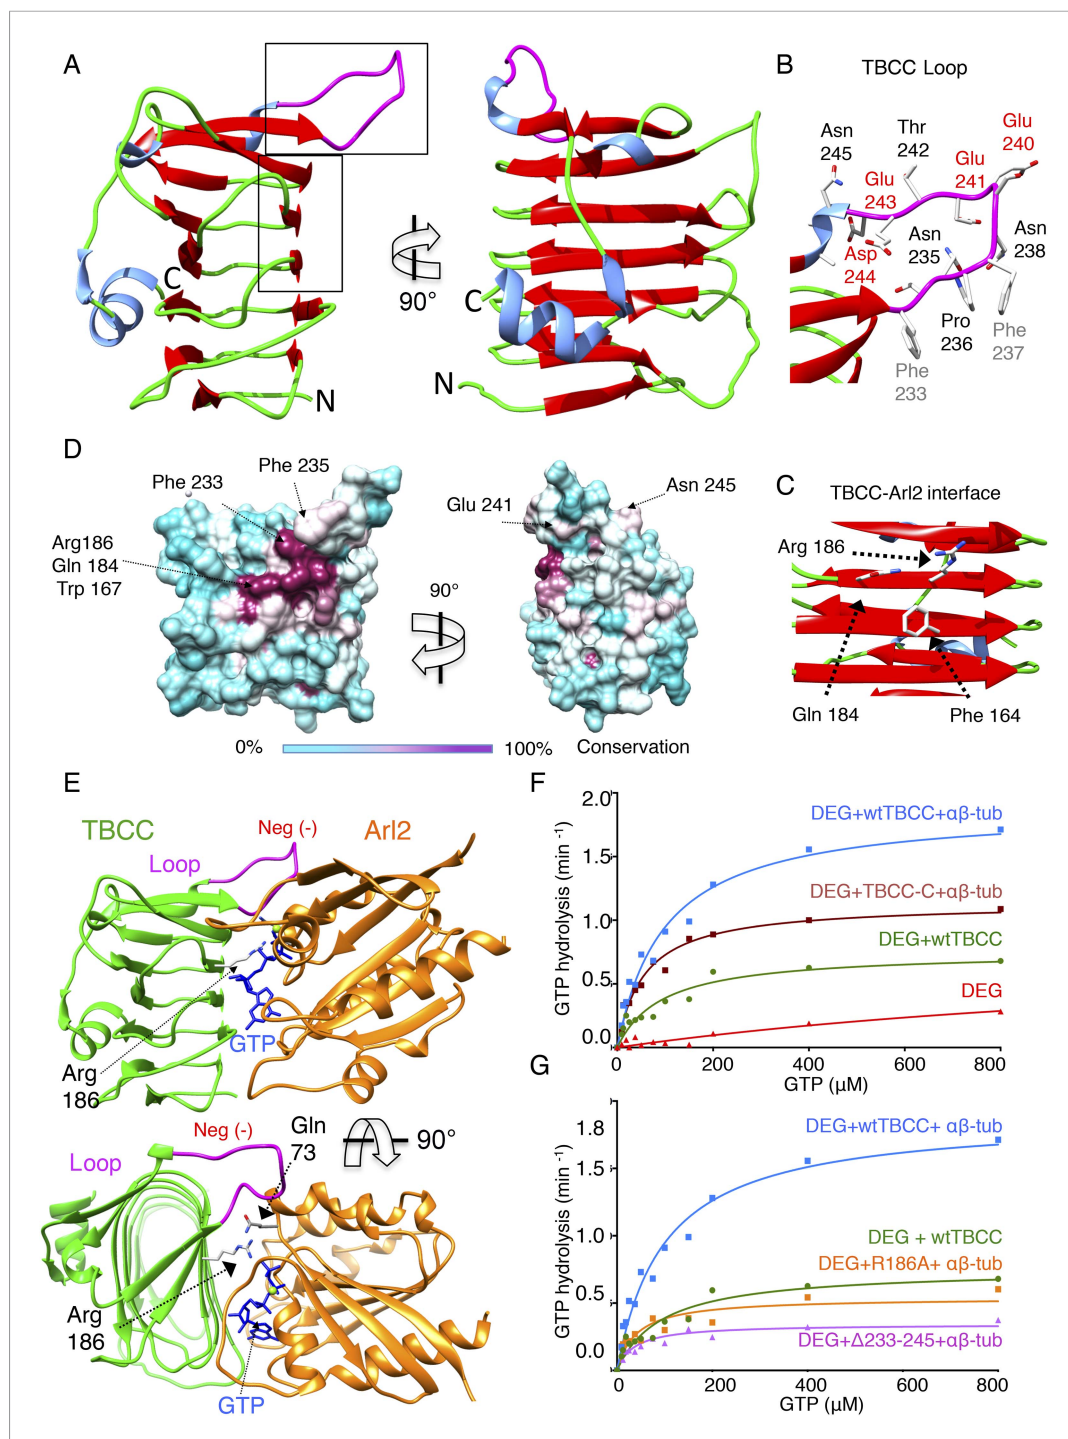 A
C
N
90°
C
N
B
TBCC Loop
Asn
245
Thr
242
Glu
240
Glu
241
Glu
243
Asn
235
Asn
238
Asp
244
Pro
236
Phe
237
Phe
233
D
Phe 233
Phe 235
Arg186
Gln 184
Trp 167
90°
Glu 241
Asn 245
0%
100%
Conservation
C
TBCC-Arl2 interface
Arg 186
Gln 184
Phe 164
E
TBCC
Neg (-)
Arl2
Loop
GTP
Arg
186
Gln
73
90°
Neg (-)
Loop
Arg
186
GTP
F
GTP hydrolysis (min -1)
2.0
1.5
1.0
0.5
0.0
DEG+wtTBCC+αβ-tub
DEG+TBCC-C+αβ-tub
DEG+wtTBCC
DEG
0
200
400
600
800
GTP (µM)
G
GTP hydrolysis (min -1)
1.8
1.5
1.0
0.5
0.0
DEG+wtTBCC+ αβ-tub
DEG + wtTBCC
DEG+R186A+ αβ-tub
DEG+Δ233-245+αβ-tub
0
200
400
600
800
GTP (µM)